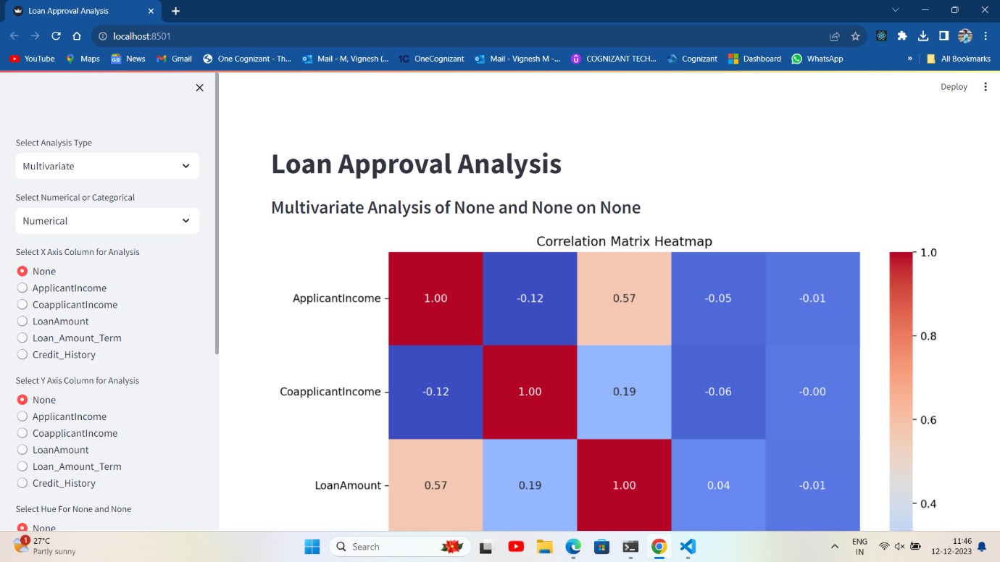 Loan Approval Analysis
localhost:8501
YouTube
Maps
News
Gmail
One Cognizant - Th...
Mail - M, Vignesh (...
OneCognizant
Mail - Vignesh M -...
COGNIZANT TECH...
Cognizant
Dashboard
WhatsApp
»
All Bookmarks
Deploy
Select Analysis Type
Multivariate
Select Numerical or Categorical
Numerical
Select X Axis Column for Analysis
None
ApplicantIncome
CoapplicantIncome
LoanAmount
Loan_Amount_Term
Credit_History
Select Y Axis Column for Analysis
None
ApplicantIncome
CoapplicantIncome
LoanAmount
Loan_Amount_Term
Credit_History
Select Hue For None and None
None
Loan Approval Analysis
Multivariate Analysis of None and None on None
Correlation Matrix Heatmap
ApplicantIncome
1.00 -0.12 0.57 -0.05 -0.01
CoapplicantIncome
-0.12 1.00 0.19 -0.06 -0.00
LoanAmount
0.57 0.19 1.00 0.04 -0.01
1.0
0.8
0.6
0.4
1
27°C
Partly sunny
Search
ENG
IN
11:46
12-12-2023